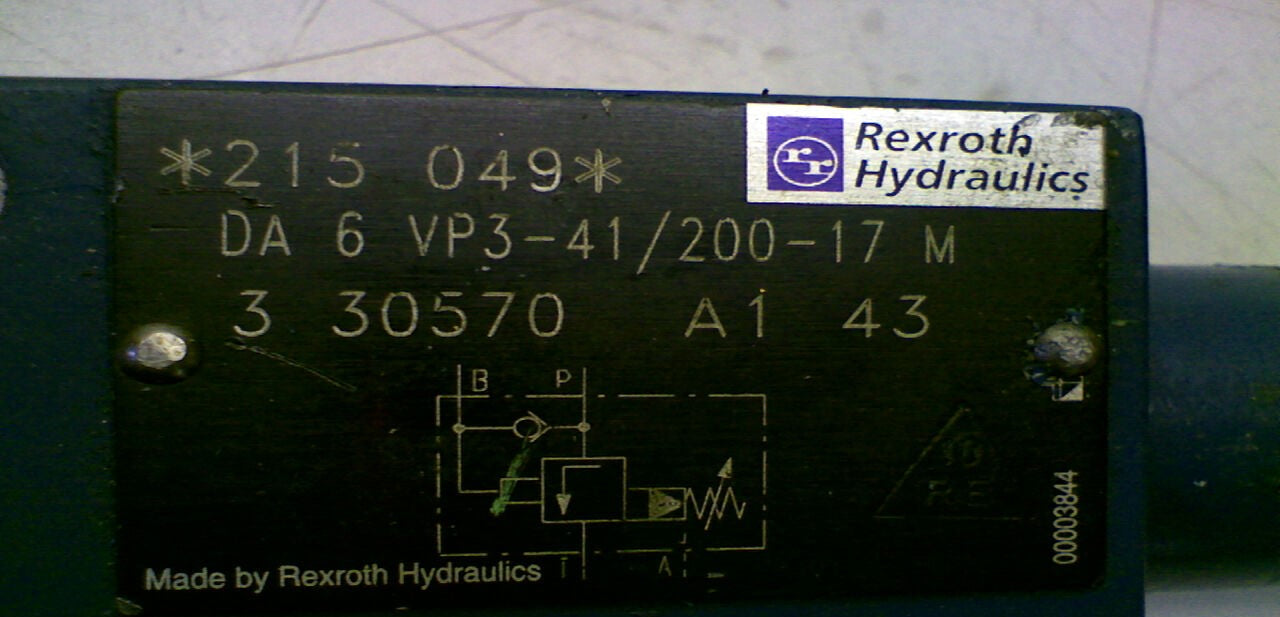 *215 049*
Rexroth
Hydraulics
DA 6 VP3-41/200-17 M
3 30570 A1 43
B P
T A
00003844
Made by Rexroth Hydraulics